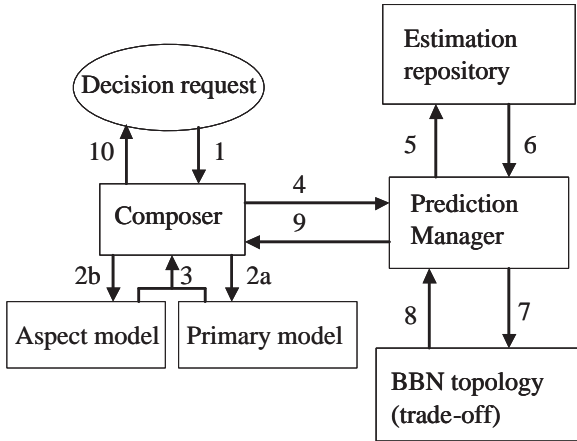 Estimation
repository
Decision request
10
1
5
6
4
Composer
9
Prediction
Manager
2b
3
2a
8
7
Aspect model
Primary model
BBN topology
(trade-off)